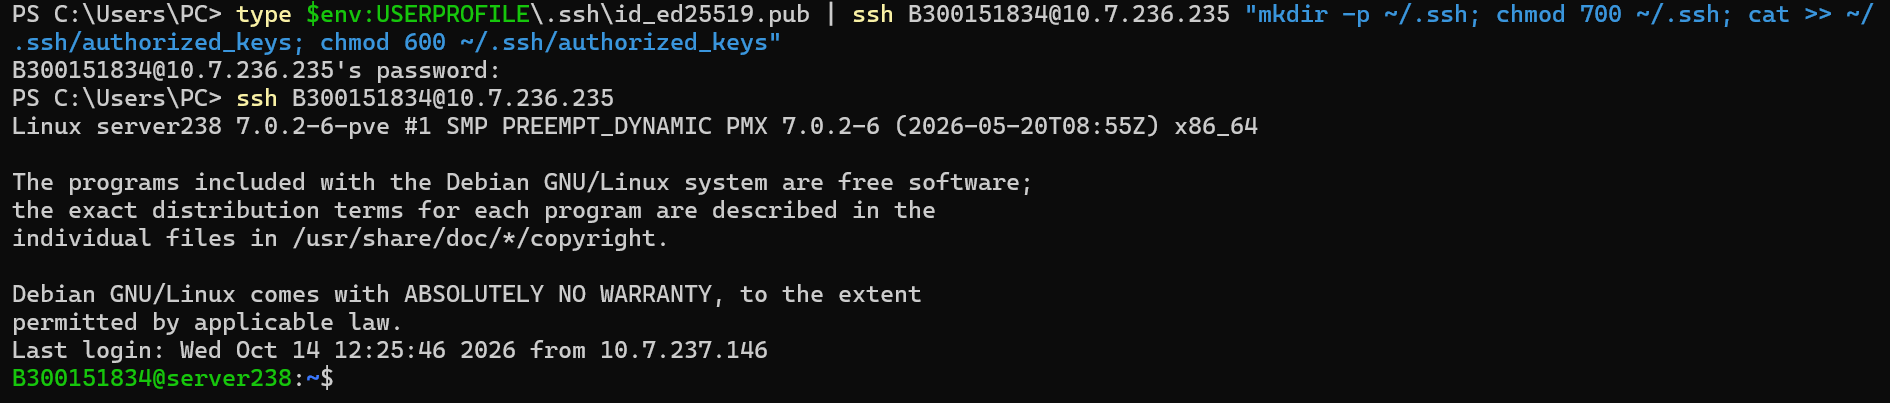 PS C:\Users\PC> type $env:USERPROFILE\.ssh\id_ed25519.pub | ssh B300151834@10.7.236.235 "mkdir -p ~/.ssh; chmod 700 ~/.ssh; cat >> ~/
.ssh/authorized_keys; chmod 600 ~/.ssh/authorized_keys"
B300151834@10.7.236.235's password:
PS C:\Users\PC> ssh B300151834@10.7.236.235
Linux server238 7.0.2-6-pve #1 SMP PREEMPT_DYNAMIC PMX 7.0.2-6 (2026-05-20T08:55Z) x86_64
The programs included with the Debian GNU/Linux system are free software;
the exact distribution terms for each program are described in the
individual files in /usr/share/doc/*/copyright.
Debian GNU/Linux comes with ABSOLUTELY NO WARRANTY, to the extent
permitted by applicable law.
Last login: Wed Oct 14 12:25:46 2026 from 10.7.237.146
B300151834@server238:~$